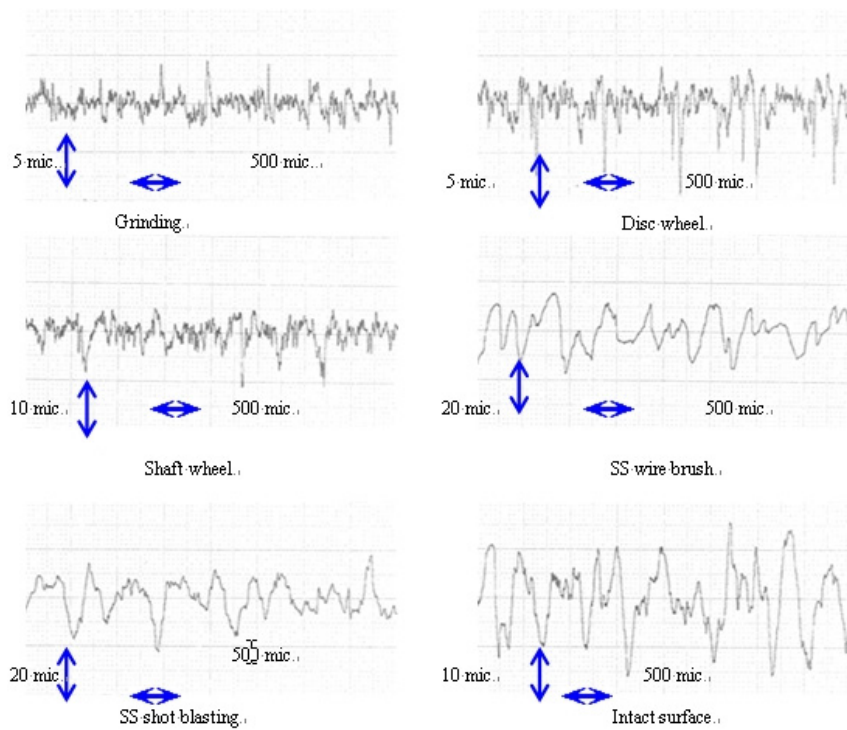 5 mic.
500 mic.
Grinding
5 mic.
500 mic.
Disc wheel
10 mic.
500 mic.
Shaft wheel
20 mic.
500 mic.
SS wire brush
20 mic.
500 mic.
SS shot blasting
10 mic.
500 mic.
Intact surface